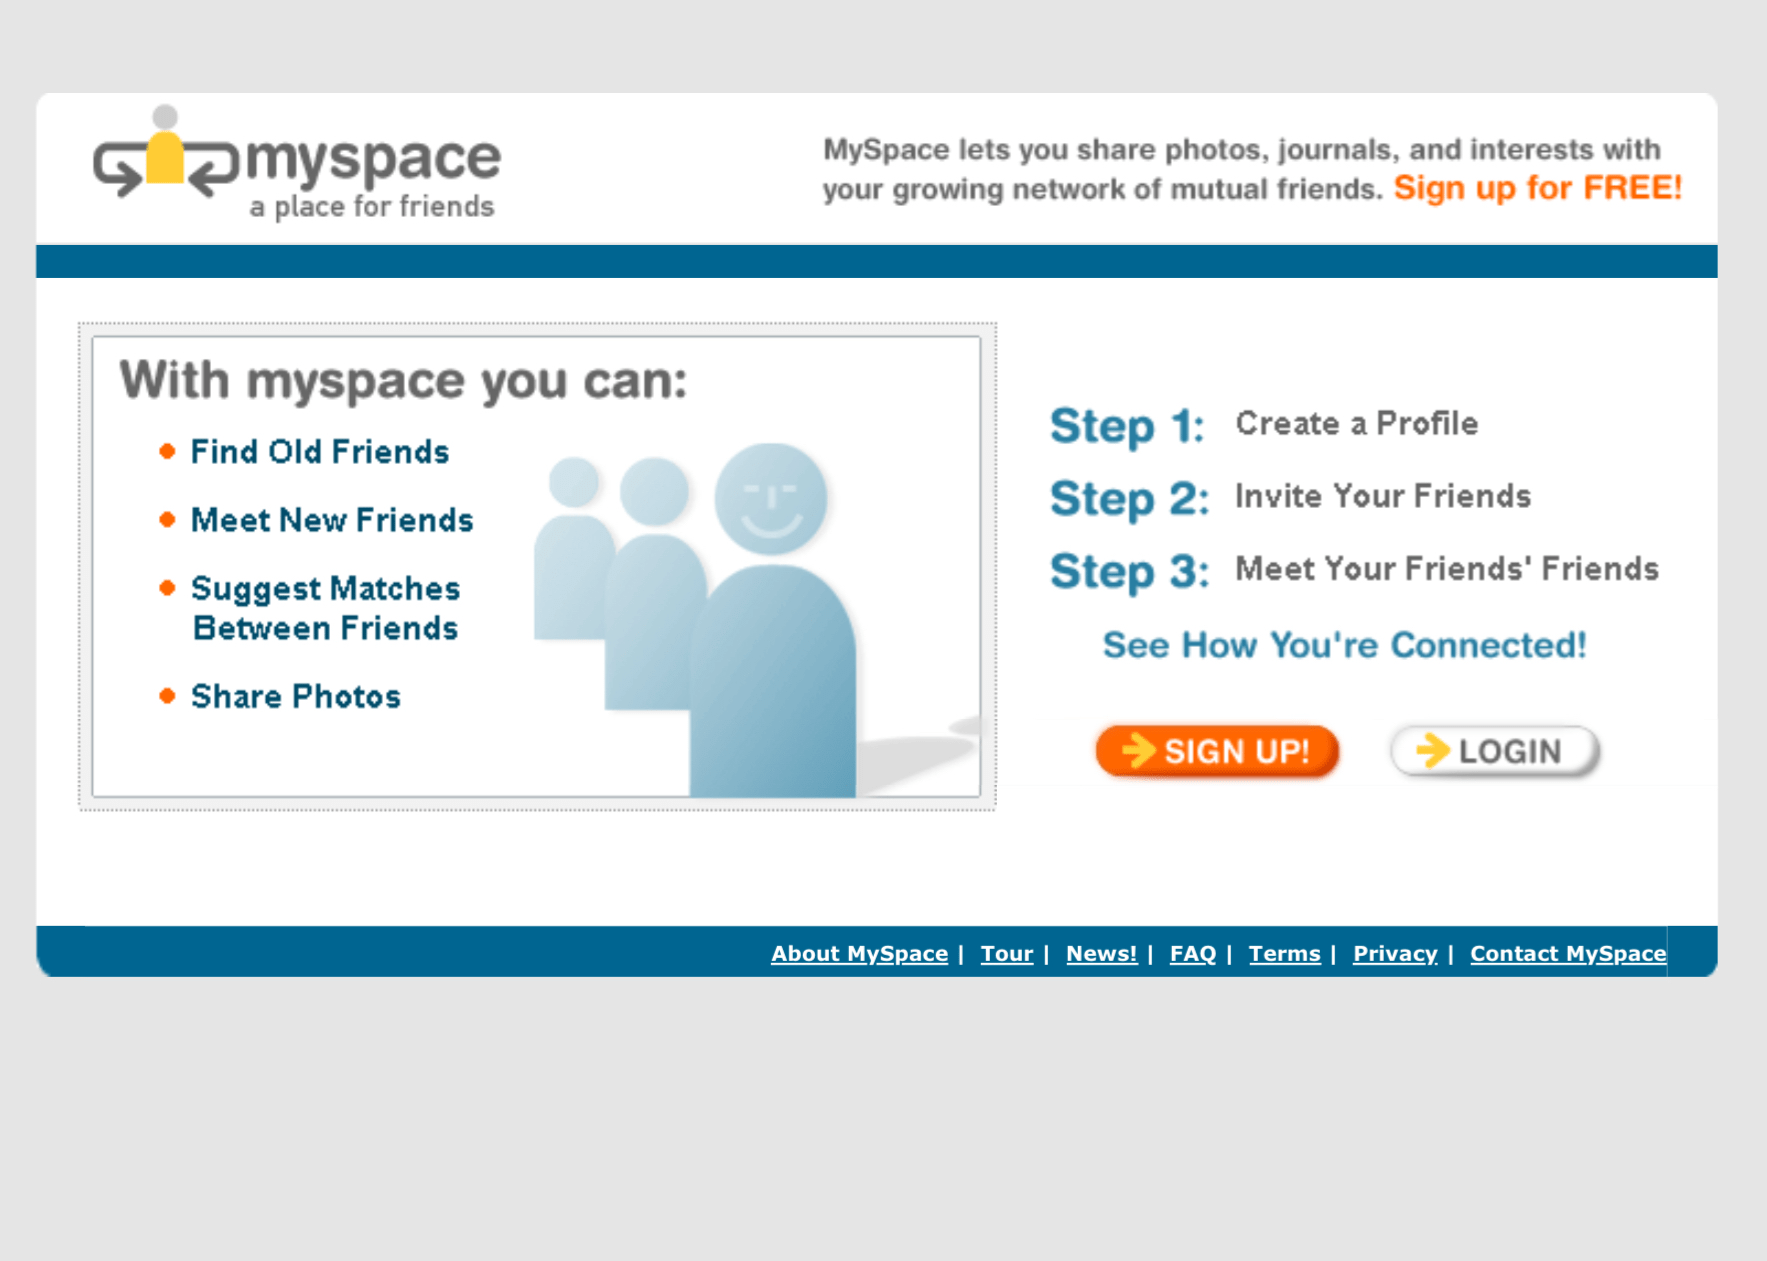 myspace
a place for friends
MySpace lets you share photos, journals, and interests with
your growing network of mutual friends. Sign up for FREE!
With myspace you can:
Find Old Friends
Meet New Friends
Suggest Matches
Between Friends
Share Photos
Step 1: Create a Profile
Step 2: Invite Your Friends
Step 3: Meet Your Friends' Friends
See How You're Connected!
SIGN UP!
LOGIN
About MySpace | Tour | News! | FAQ | Terms | Privacy | Contact MySpace